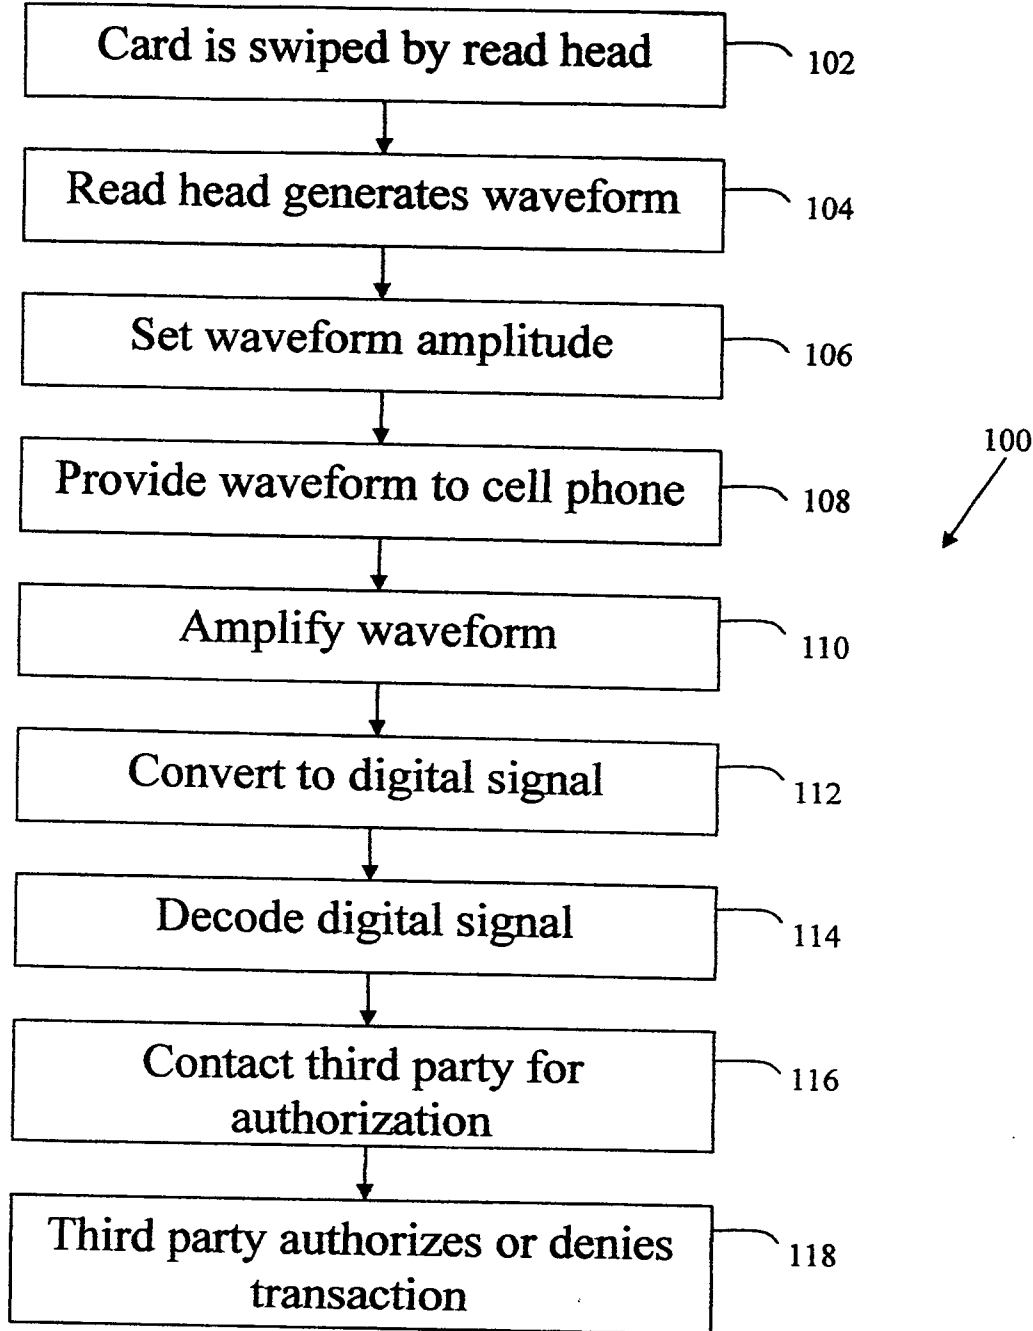 Card is swiped by read head
102
Read head generates waveform
104
Set waveform amplitude
106
100
Provide waveform to cell phone
108
Amplify waveform
110
Convert to digital signal
112
Decode digital signal
114
Contact third party for
authorization
116
Third party authorizes or denies
transaction
118